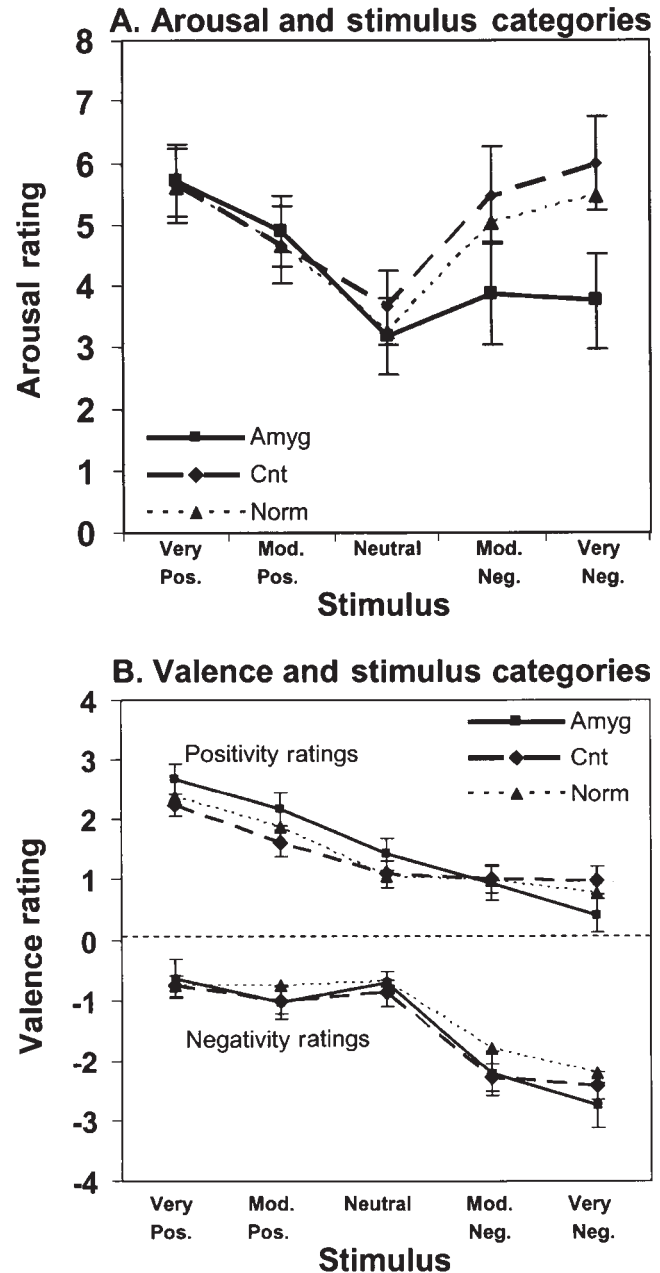 A. Arousal and stimulus categories
8
7
6
5
4
3
2
1
0
Arousal rating
Amyg
Cnt
Norm
Very Mod. Neutral Mod. Very
Pos. Pos. Neg. Neg.
Stimulus
B. Valence and stimulus categories
4
3
2
1
0
-1
-2
-3
-4
Valence rating
Amyg
Cnt
Norm
Positivity ratings
Negativity ratings
Very Mod. Neutral Mod. Very
Pos. Pos. Neg. Neg.
Stimulus